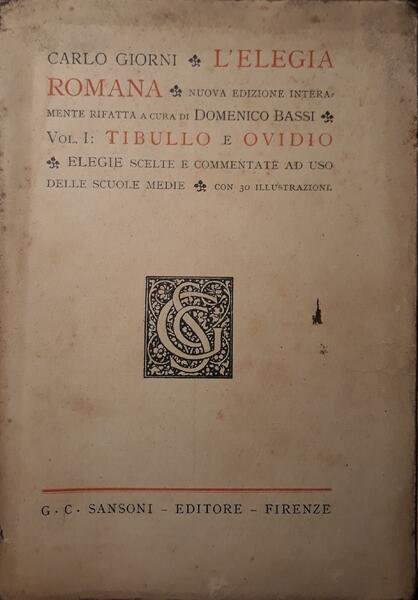 CARLO GIORNI ✤ L'ELEGIA
ROMANA ✤ NUOVA EDIZIONE INTERA-
MENTE RIFATTA A CURA DI DOMENICO BASSI ✤
VOL. I: TIBULLO E OVIDIO
✤ ELEGIE SCELTE E COMMENTATE AD USO
DELLE SCUOLE MEDIE ✤ CON 30 ILLUSTRAZIONI.
GCS
G. C. SANSONI - EDITORE - FIRENZE